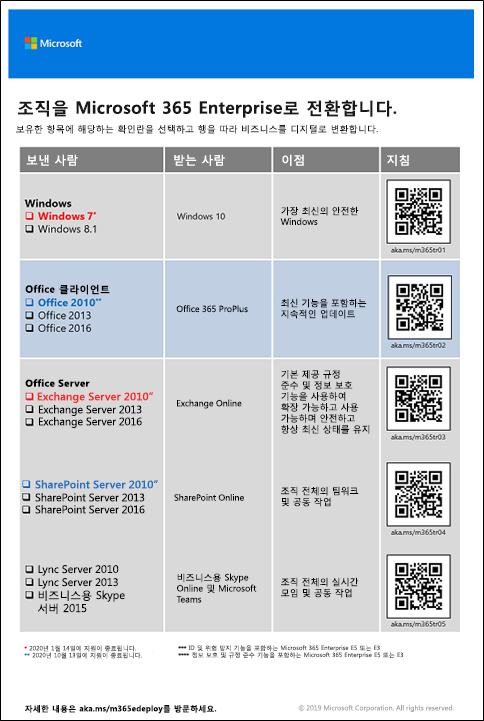 Microsoft
조직을 Microsoft 365 Enterprise로 전환합니다.
보유한 항목에 해당하는 확인란을 선택하고 행을 따라 비즈니스를 디지털로 변환합니다.
보낸 사람 받는 사람 이점 지침
Windows
❑ Windows 7*
❑ Windows 8.1
Windows 10
가장 최신의 안전한
Windows
aka.ms/m365tr01
Office 클라이언트
❑ Office 2010**
❑ Office 2013
❑ Office 2016
Office 365 ProPlus
최신 기능을 포함하는
지속적인 업데이트
aka.ms/m365tr02
Office Server
❑ Exchange Server 2010*
❑ Exchange Server 2013
❑ Exchange Server 2016
Exchange Online
기본 제공 규정
준수 및 정보 보호
기능을 사용하여
확장 가능하고 사용
가능하며 안전하고
항상 최신 상태를 유지
aka.ms/m365tr03
❑ SharePoint Server 2010**
❑ SharePoint Server 2013
❑ SharePoint Server 2016
SharePoint Online
조직 전체의 팀워크
및 공동 작업
aka.ms/m365tr04
❑ Lync Server 2010
❑ Lync Server 2013
❑ 비즈니스용 Skype
서버 2015
비즈니스용 Skype
Online 및 Microsoft
Teams
조직 전체의 실시간
모임 및 공동 작업
aka.ms/m365tr05
* 2020년 1월 14일에 지원이 종료됩니다.
** 2020년 10월 13일에 지원이 종료됩니다.
*** ID 및 위협 방지 기능을 포함하는 Microsoft 365 Enterprise E5 또는 E3
**** 정보 보호 및 규정 준수 기능을 포함하는 Microsoft 365 Enterprise E5 또는 E3
자세한 내용은 aka.ms/m365edeploy를 방문하세요.
© 2019 Microsoft Corporation. All rights reserved.